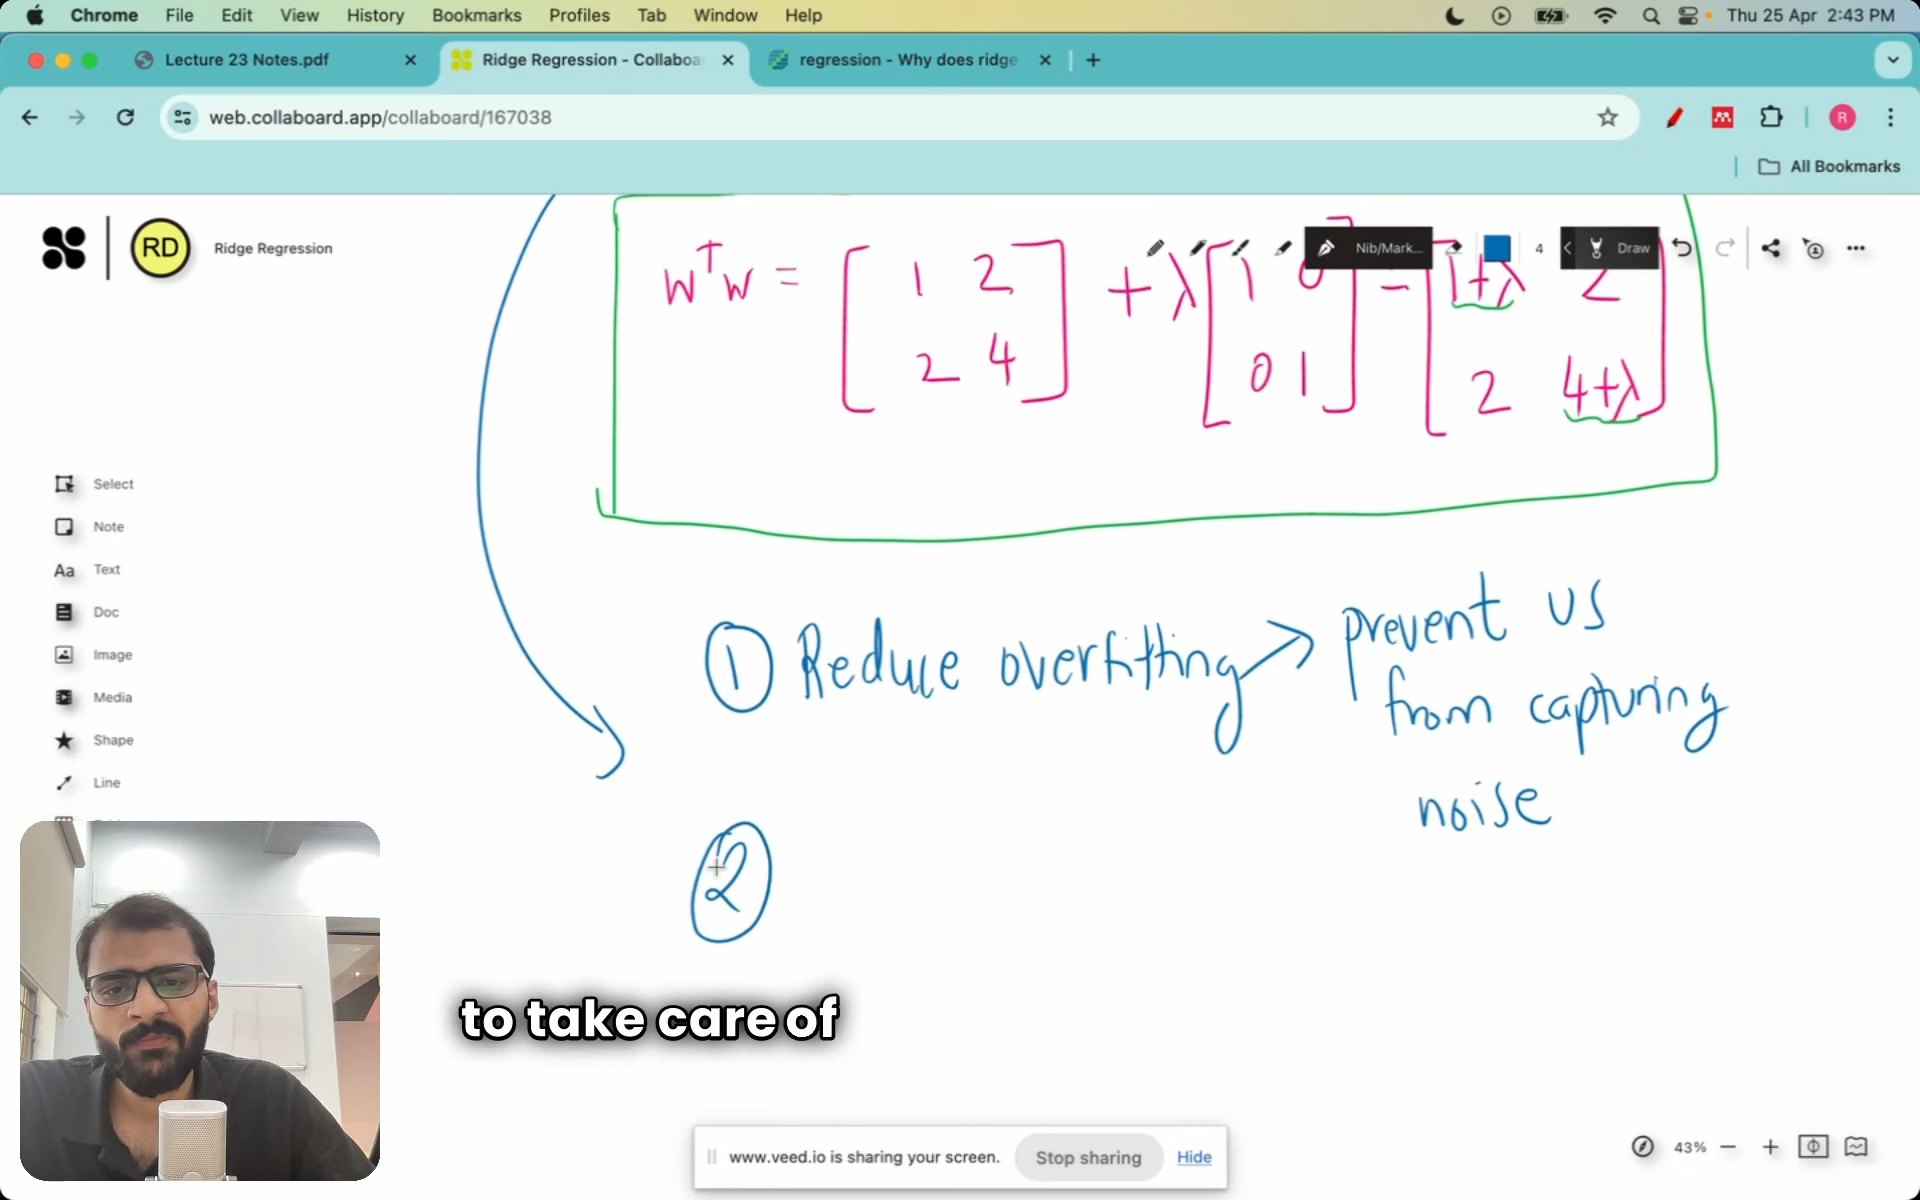 Chrome File Edit View History Bookmarks Profiles Tab Window Help Thu 25 Apr 2:43 PM
Lecture 23 Notes.pdf Ridge Regression - Collaboa regression - Why does ridge
web.collaboard.app/collaboard/167038 R
All Bookmarks
RD Ridge Regression Nib/Mark... 4 Draw
W^T W = [ 1 2 + λ [ 1 0 = [ 1+λ 2
2 4 ] 0 1 ] 2 4+λ ]
Select
Note
Aa Text
Doc
Image
Media
Shape
Line
① Reduce overfitting → prevent us
from capturing
noise
②
to take care of
www.veed.io is sharing your screen. Stop sharing Hide
43%